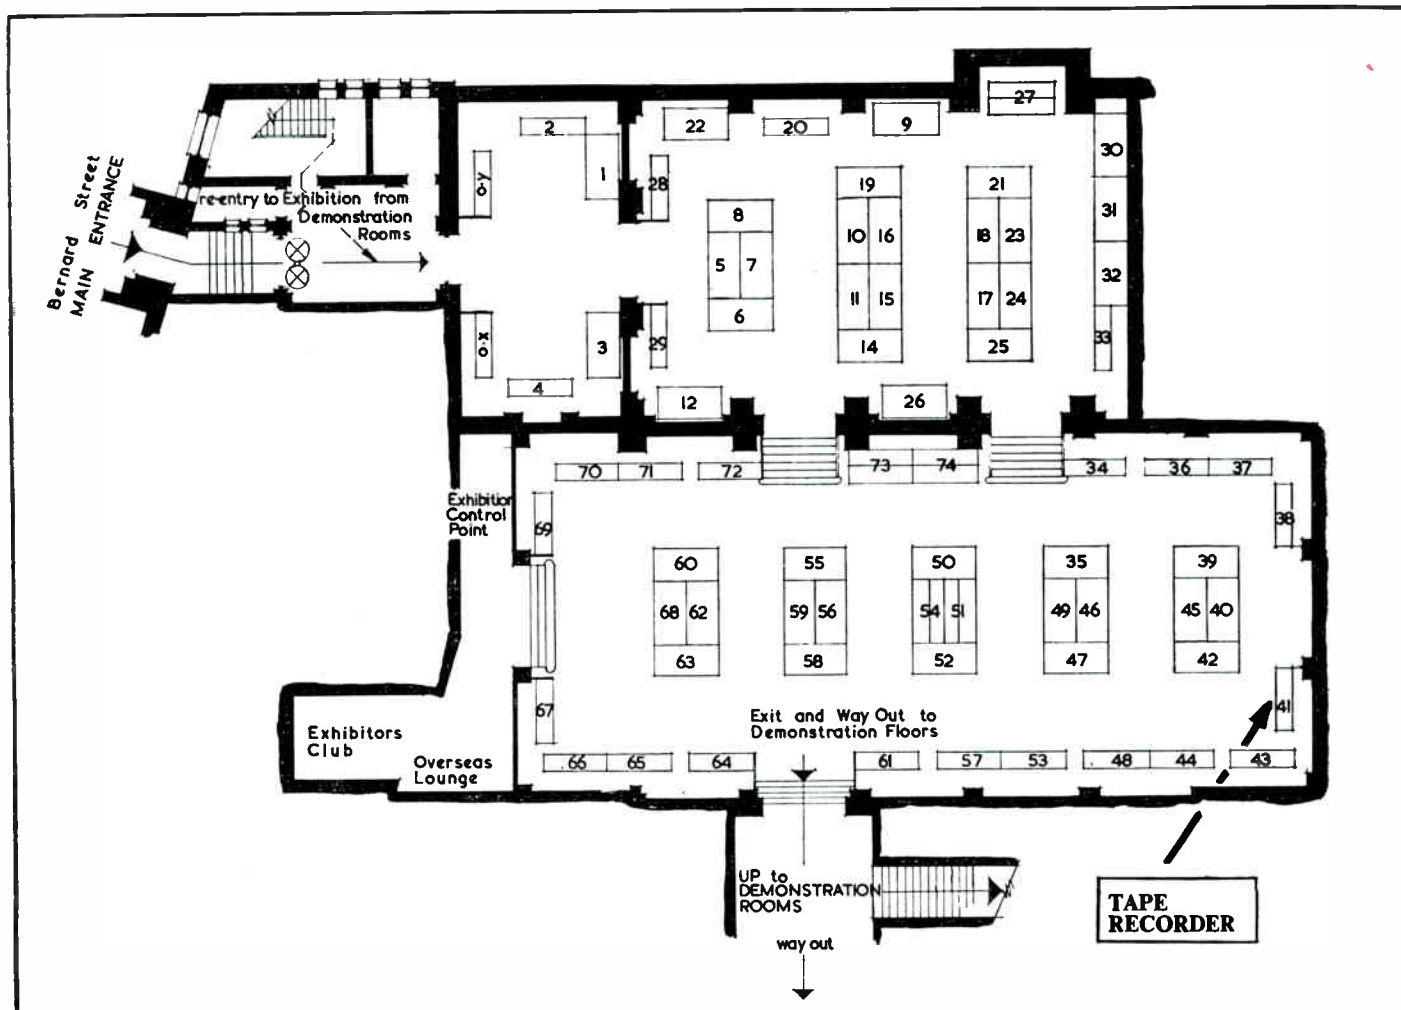 Bernard Street
MAIN ENTRANCE
re-entry to Exhibition from
Demonstration
Rooms
2
1
o-y
o-x
3
4
22
20
9
27
28
29
12
26
8
5 7
6
19
10 16
11 15
14
21
18 23
17 24
25
30
31
32
33
70 71 72 73 74 34 36 37
Exhibition
Control
Point
69
38
60 55 50 35 39
68 62 59 56 54 51 49 46 45 40
63 58 52 47 42
67
41
Exit and Way Out to
Demonstration Floors
Exhibitors
Club
Overseas
Lounge
66 65 64 61 57 53 48 44 43
UP to
DEMONSTRATION
ROOMS
way out
TAPE
RECORDER